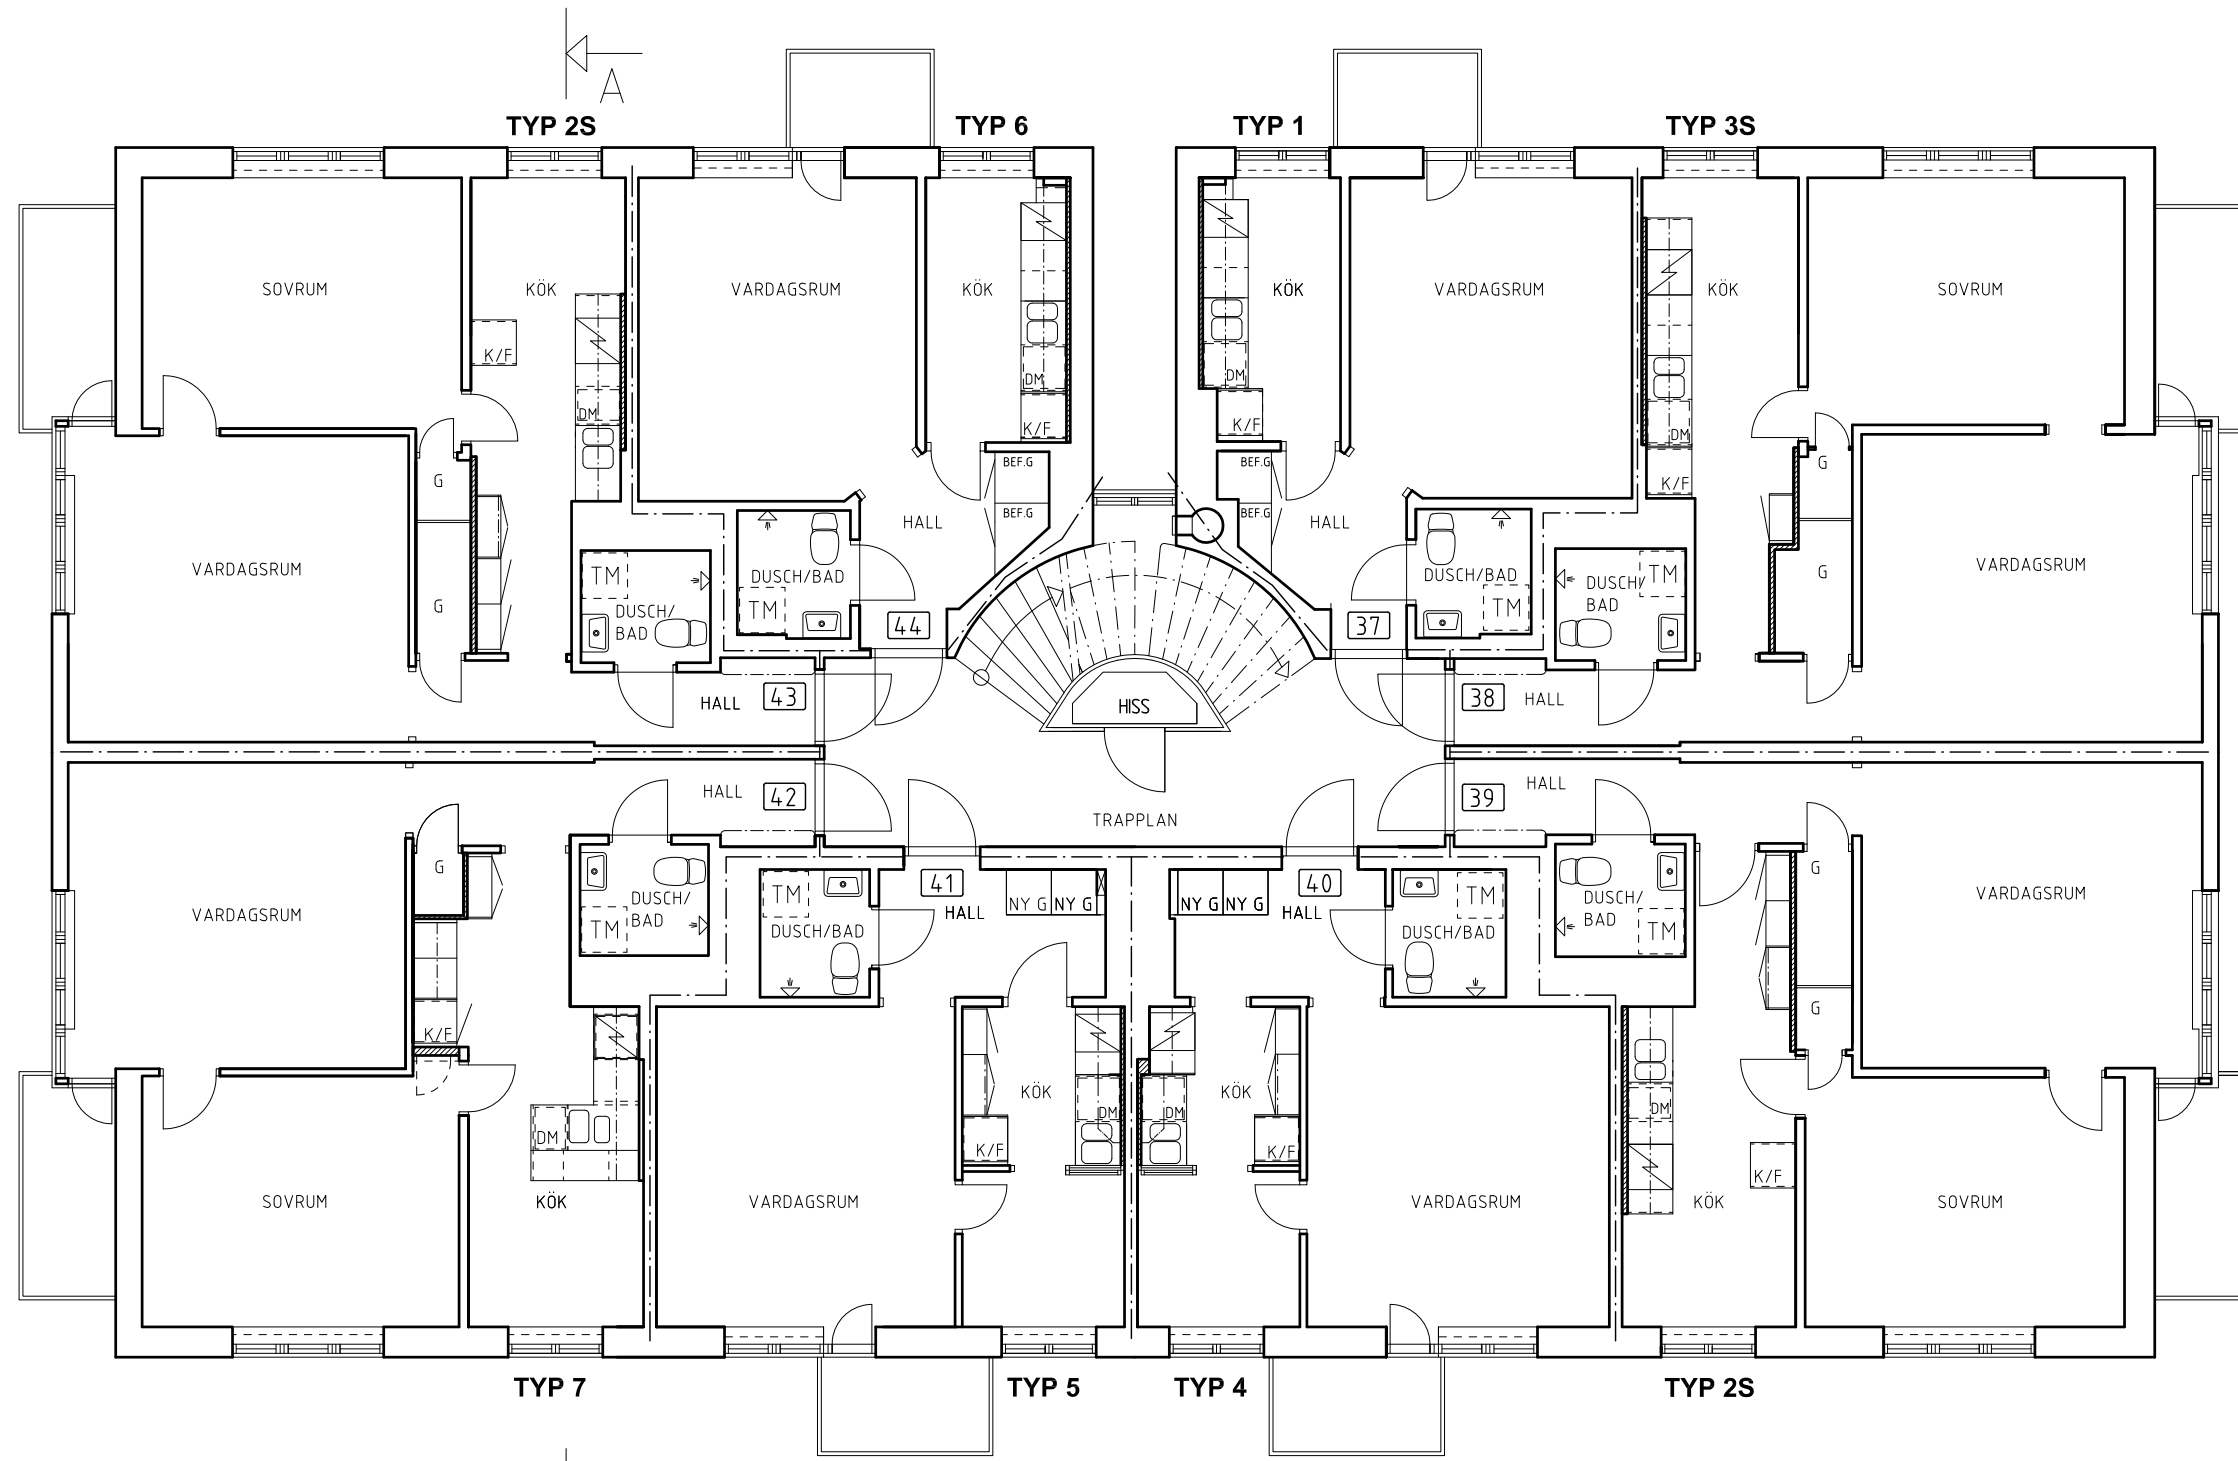 A
TYP 2S
TYP 6
TYP 1
TYP 3S
SOVRUM
KÖK
VARDAGSRUM
KÖK
KÖK
VARDAGSRUM
KÖK
SOVRUM
K/F
DM
DM
K/F
DM
K/F
DM
K/F
G
BEF.G
BEF.G
G
BEF.G
BEF.G
HALL
HALL
VARDAGSRUM
TM
DUSCH/BAD
DUSCH/BAD
DUSCH/
BAD
TM
G
VARDAGSRUM
G
TM
DUSCH/
BAD
TM
44
37
43
HALL
HISS
38
HALL
42
HALL
39
HALL
TRAPPLAN
G
VARDAGSRUM
DUSCH/
BAD
TM
TM
DUSCH/BAD
41
HALL
NY G
NY G
NY G
NY G
40
HALL
TM
DUSCH/BAD
DUSCH/
BAD
TM
G
VARDAGSRUM
G
K/F
KÖK
KÖK
DM
DM
DM
DM
K/F
K/F
K/F
SOVRUM
KÖK
VARDAGSRUM
VARDAGSRUM
KÖK
SOVRUM
TYP 7
TYP 5
TYP 4
TYP 2S